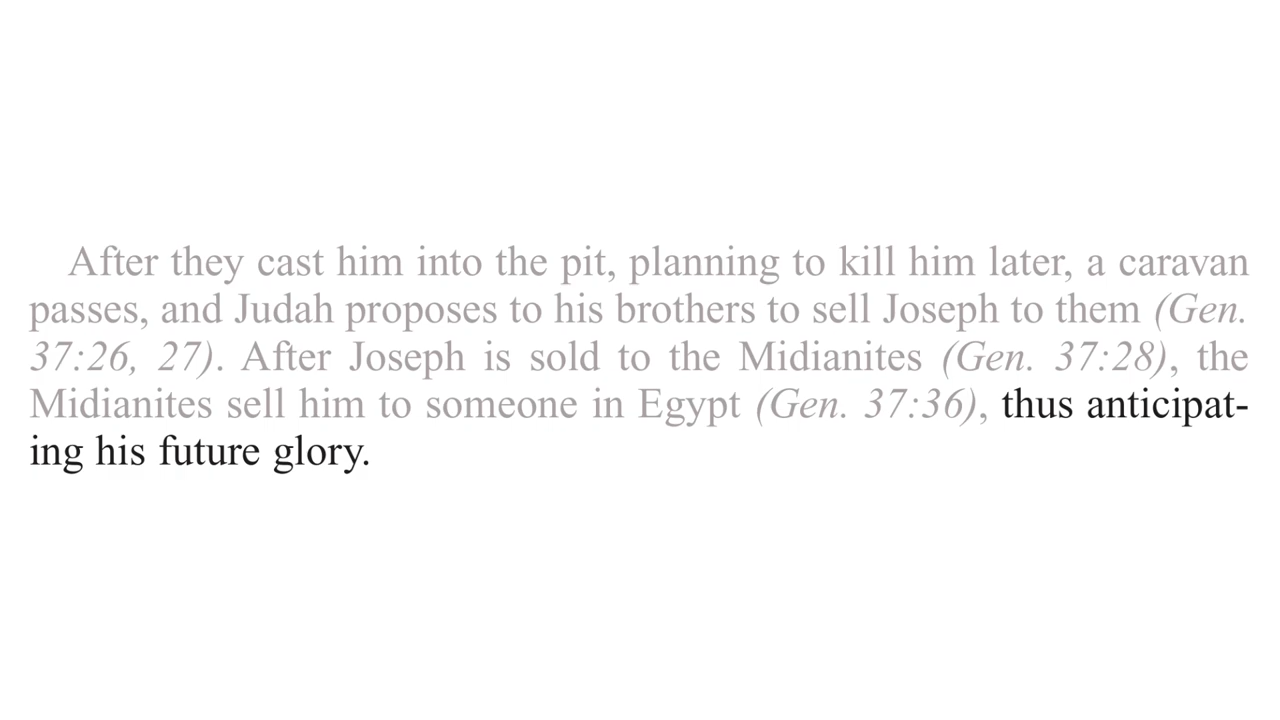 After they cast him into the pit, planning to kill him later, a caravan
passes, and Judah proposes to his brothers to sell Joseph to them (Gen.
37:26, 27). After Joseph is sold to the Midianites (Gen. 37:28), the
Midianites sell him to someone in Egypt (Gen. 37:36), thus anticipat-
ing his future glory.